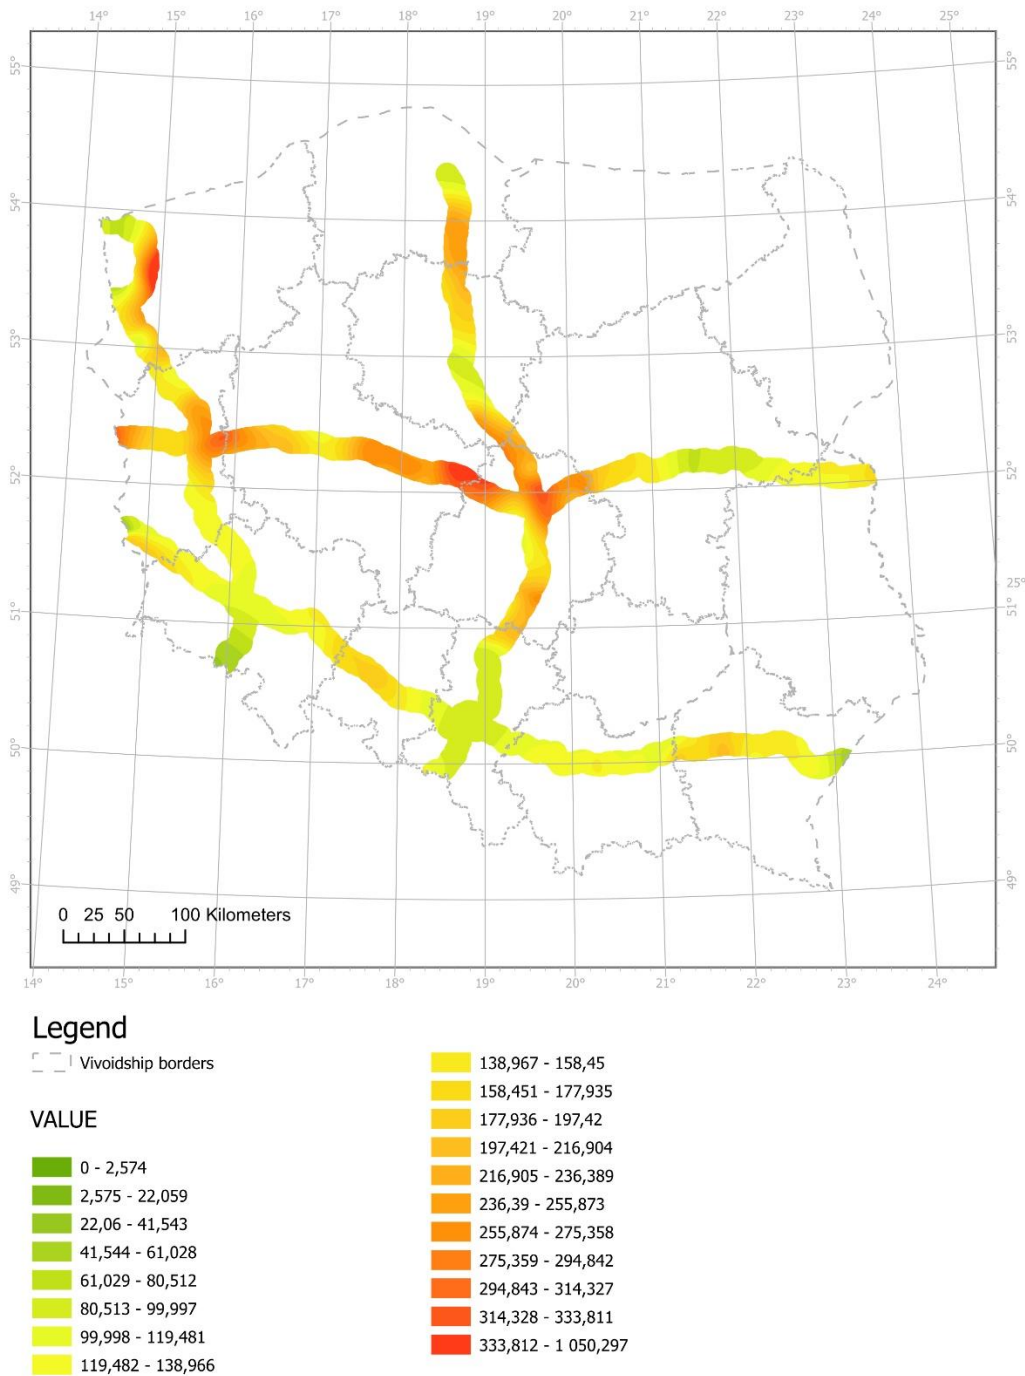 14° 15° 16° 17° 18° 19° 20° 21° 22° 23° 24° 25°
55° 55°
54° 54°
53° 53°
52° 52°
25°
51° 51°
50° 50°
49° 49°
0 25 50 100 Kilometers
14° 15° 16° 17° 18° 19° 20° 21° 22° 23° 24°
Legend
Vivoidship borders
VALUE
0 - 2,574
2,575 - 22,059
22,06 - 41,543
41,544 - 61,028
61,029 - 80,512
80,513 - 99,997
99,998 - 119,481
119,482 - 138,966
138,967 - 158,45
158,451 - 177,935
177,936 - 197,42
197,421 - 216,904
216,905 - 236,389
236,39 - 255,873
255,874 - 275,358
275,359 - 294,842
294,843 - 314,327
314,328 - 333,811
333,812 - 1 050,297